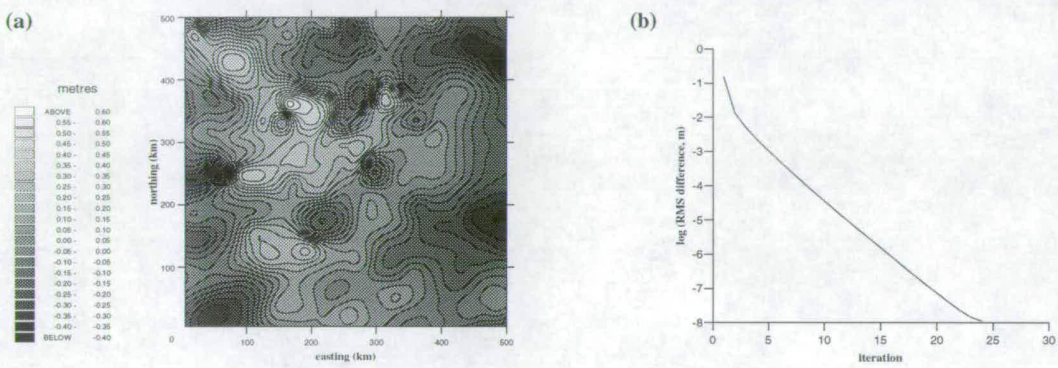 (a)
metres
ABOVE 0.60
0.55 - 0.60
0.50 - 0.55
0.45 - 0.50
0.40 - 0.45
0.35 - 0.40
0.30 - 0.35
0.25 - 0.30
0.20 - 0.25
0.15 - 0.20
0.10 - 0.15
0.05 - 0.10
0.00 - 0.05
-0.05 - 0.00
-0.10 - -0.05
-0.15 - -0.10
-0.20 - -0.15
-0.25 - -0.20
-0.30 - -0.25
-0.35 - -0.30
-0.40 - -0.35
BELOW -0.40
northing (km)
500
400
300
200
100
0
100 200 300 400 500
easting (km)
(b)
log (RMS difference, m)
0
-1
-2
-3
-4
-5
-6
-7
-8
0 5 10 15 20 25 30
iteration